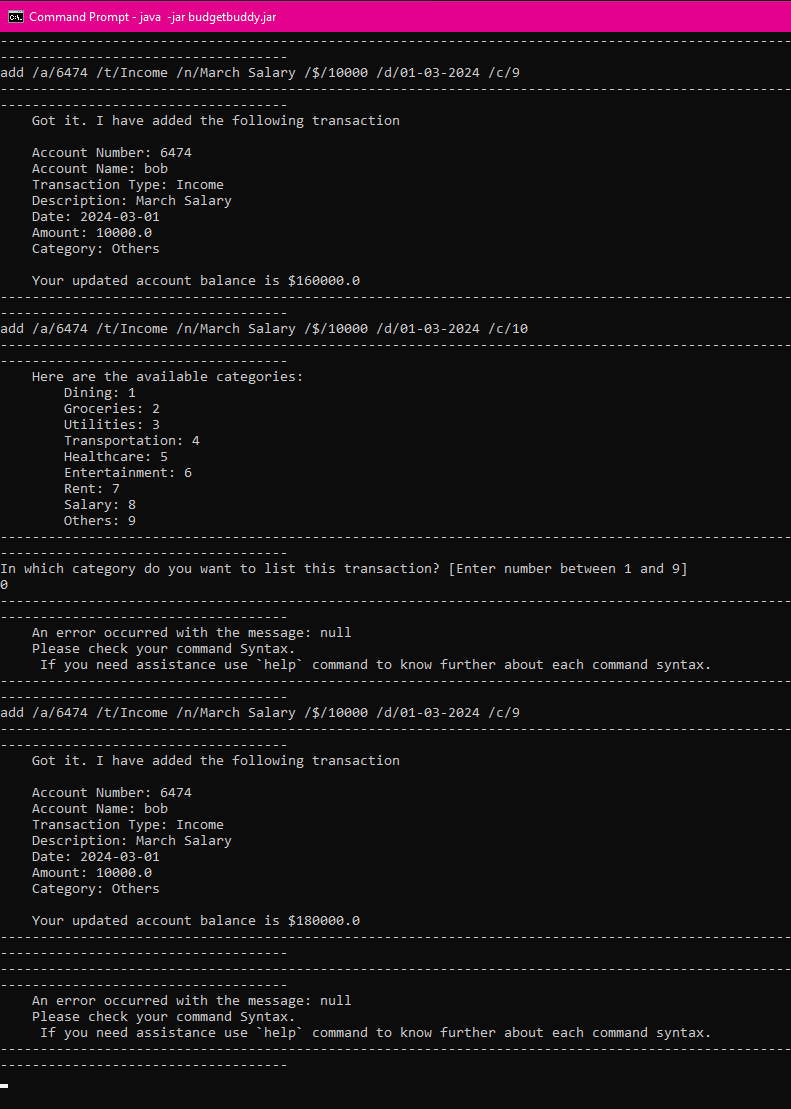 Command Prompt - java  -jar budgetbuddy.jar
---------------------------------------------------------------------------------------------------
------------------------------------
add /a/6474 /t/Income /n/March Salary /$/10000 /d/01-03-2024 /c/9
---------------------------------------------------------------------------------------------------
------------------------------------
    Got it. I have added the following transaction

    Account Number: 6474
    Account Name: bob
    Transaction Type: Income
    Description: March Salary
    Date: 2024-03-01
    Amount: 10000.0
    Category: Others

    Your updated account balance is $160000.0
---------------------------------------------------------------------------------------------------
------------------------------------
add /a/6474 /t/Income /n/March Salary /$/10000 /d/01-03-2024 /c/10
---------------------------------------------------------------------------------------------------
------------------------------------
    Here are the available categories:
        Dining: 1
        Groceries: 2
        Utilities: 3
        Transportation: 4
        Healthcare: 5
        Entertainment: 6
        Rent: 7
        Salary: 8
        Others: 9
---------------------------------------------------------------------------------------------------
------------------------------------
In which category do you want to list this transaction? [Enter number between 1 and 9]
0
---------------------------------------------------------------------------------------------------
------------------------------------
    An error occurred with the message: null
    Please check your command Syntax.
     If you need assistance use `help` command to know further about each command syntax.
---------------------------------------------------------------------------------------------------
------------------------------------
add /a/6474 /t/Income /n/March Salary /$/10000 /d/01-03-2024 /c/9
---------------------------------------------------------------------------------------------------
------------------------------------
    Got it. I have added the following transaction

    Account Number: 6474
    Account Name: bob
    Transaction Type: Income
    Description: March Salary
    Date: 2024-03-01
    Amount: 10000.0
    Category: Others

    Your updated account balance is $180000.0
---------------------------------------------------------------------------------------------------
------------------------------------
---------------------------------------------------------------------------------------------------
------------------------------------
    An error occurred with the message: null
    Please check your command Syntax.
     If you need assistance use `help` command to know further about each command syntax.
---------------------------------------------------------------------------------------------------
------------------------------------